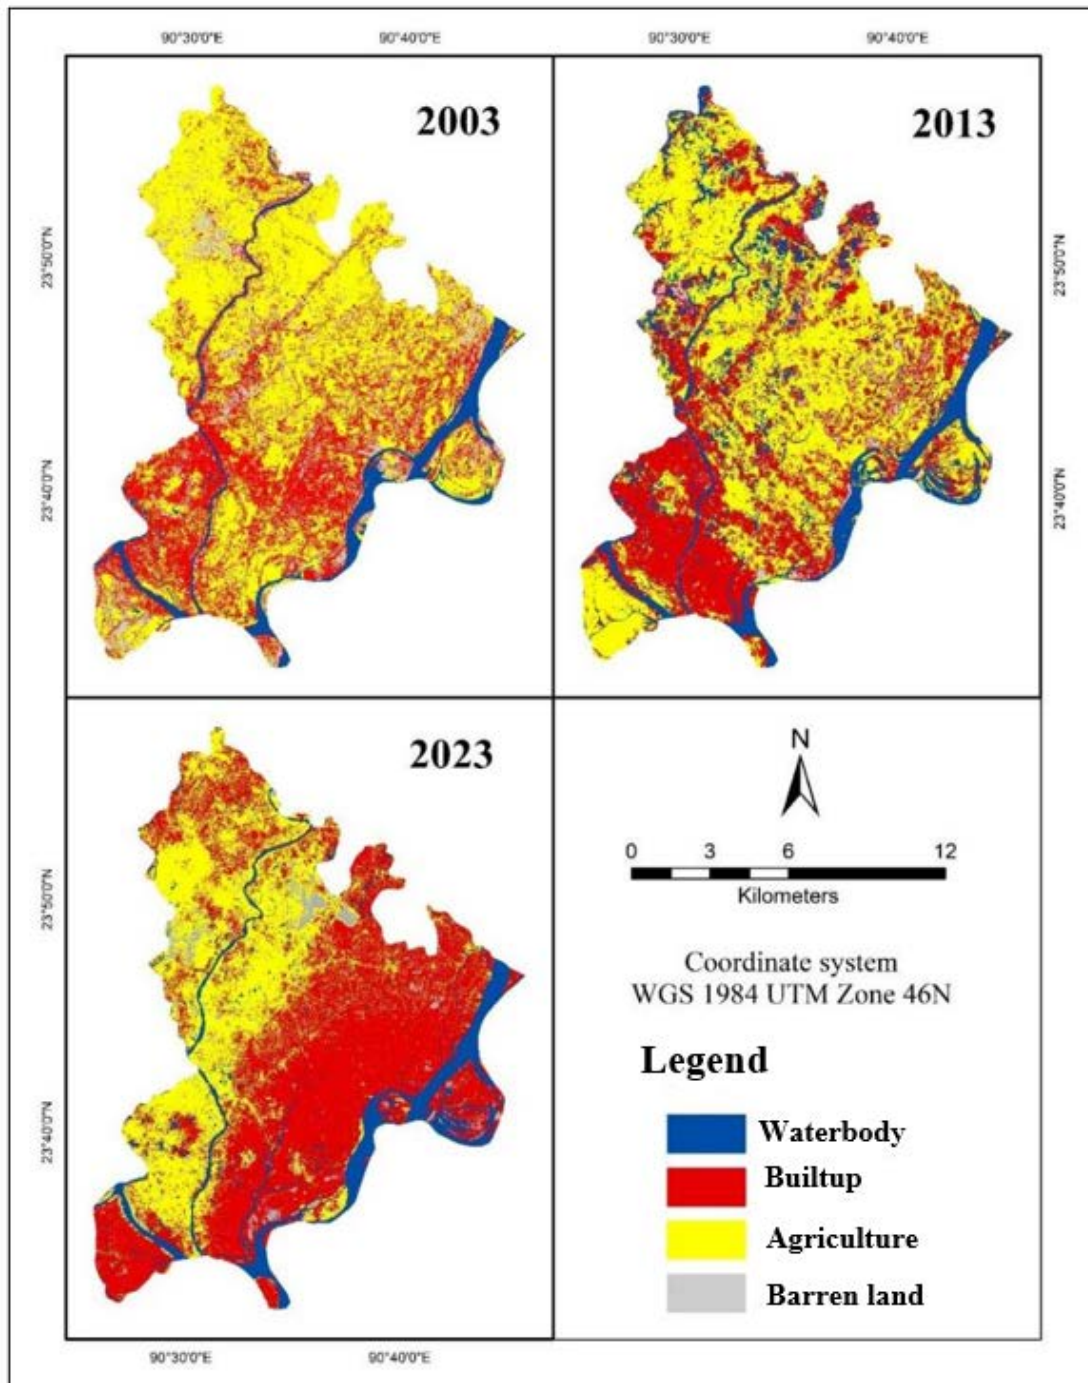 90°30'0"E 90°40'0"E 90°30'0"E 90°40'0"E
2003
2013
23°50'0"N
23°40'0"N
23°50'0"N
23°40'0"N
2023
23°50'0"N
23°40'0"N
90°30'0"E 90°40'0"E
N
0 3 6 12
Kilometers
Coordinate system
WGS 1984 UTM Zone 46N
Legend
Waterbody
Builtup
Agriculture
Barren land